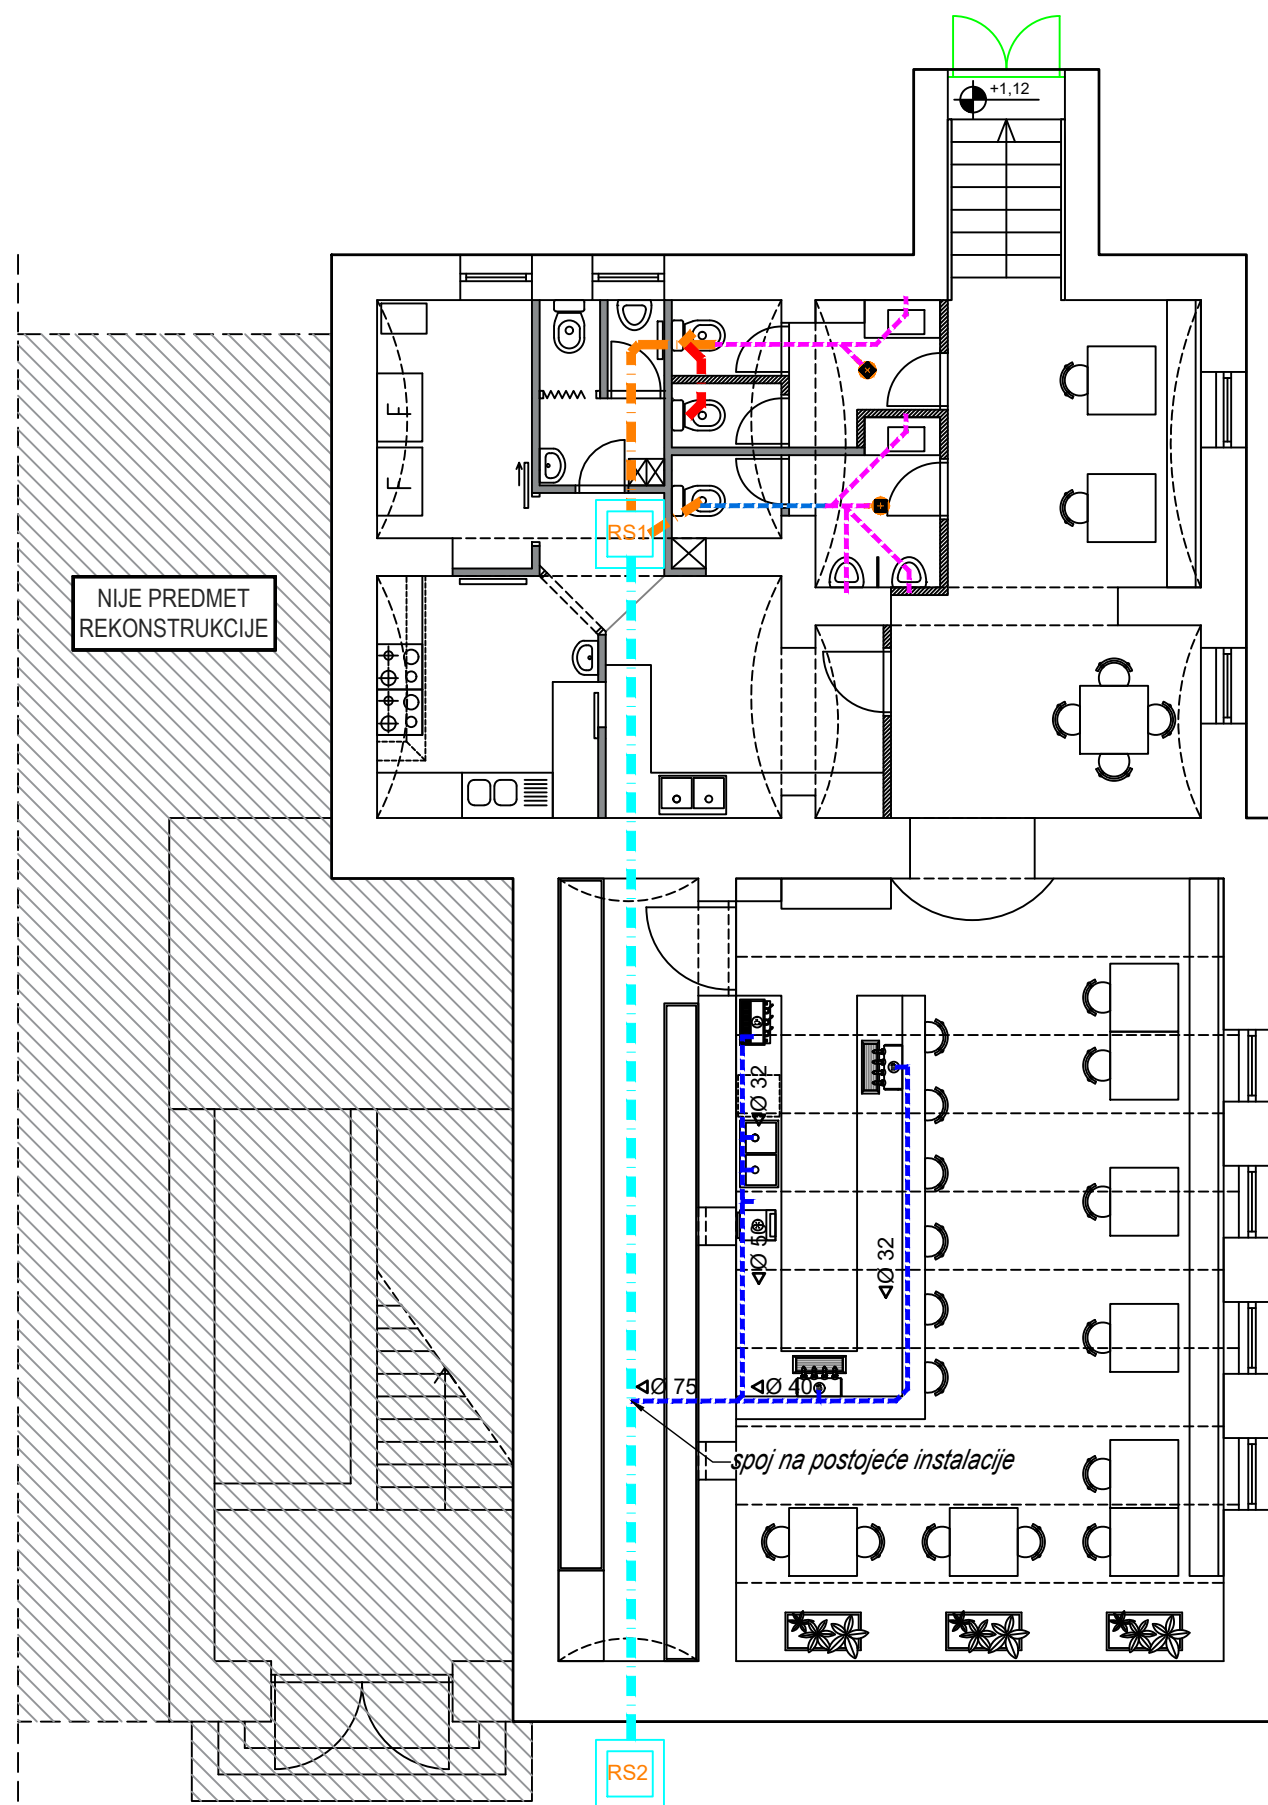 +1,12
RS1
NIJE PREDMET
REKONSTRUKCIJE
Ø 32
Ø 50
Ø 32
Ø 75
Ø 40
spoj na postojeće instalacije
RS2